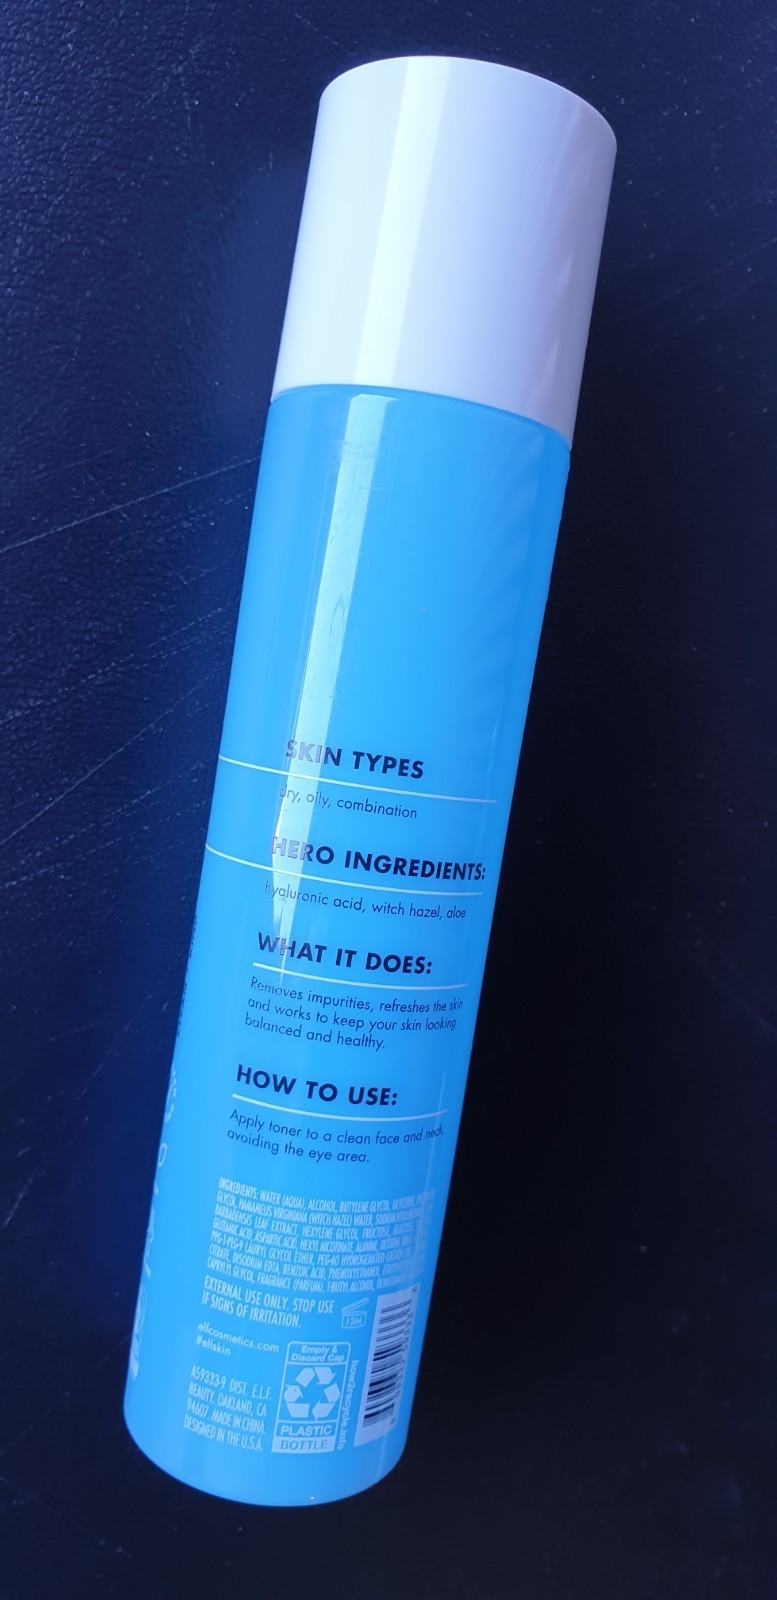 SKIN TYPES
dry, oily, combination
HERO INGREDIENTS:
hyaluronic acid, witch hazel, aloe
WHAT IT DOES:
Removes impurities, refreshes the skin
and works to keep your skin looking
balanced and healthy.
HOW TO USE:
Apply toner to a clean face and neck,
avoiding the eye area.
INGREDIENTS: WATER (AQUA), ALCOHOL, BUTYLENE GLYCOL, GLYCERIN,
GLYCOL, HAMAMELIS VIRGINIANA (WITCH HAZEL) WATER, SODIUM
BARBADENSIS LEAF EXTRACT, HEXYLENE GLYCOL, FRUCTOSE,
GLUTAMIC ACID, ASPARTIC ACID, HEXYL NICOTINATE, ALANINE,
PPG-1-PEG-9 LAURYL GLYCOL ETHER, PEG-40 HYDROGENATED CASTOR
CITRATE, DISODIUM EDTA, BENZOIC ACID, PHENOXYETHANOL,
CAPRYLYL GLYCOL, FRAGRANCE (PARFUM), T-BUTYL ALCOHOL,
EXTERNAL USE ONLY. STOP USE
IF SIGNS OF IRRITATION.
12M
elfcosmetics.com
#elfskin
A59333-9 DIST. E.L.F.
BEAUTY, OAKLAND, CA
94607. MADE IN CHINA.
DESIGNED IN THE U.S.A.
Empty &
Discard Cap
PLASTIC
BOTTLE
how2recycle.info